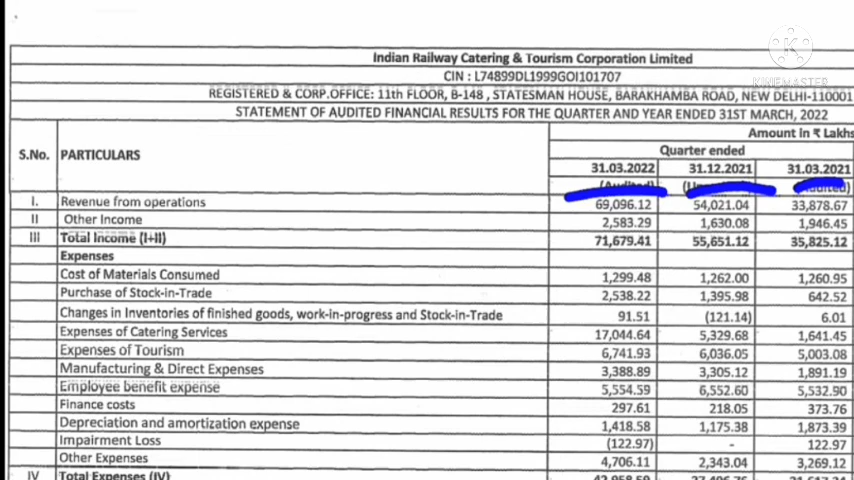 KINEMASTER
Indian Railway Catering & Tourism Corporation Limited
CIN : L74899DL1999GOI101707
REGISTERED & CORP.OFFICE: 11th FLOOR, B-148 , STATESMAN HOUSE, BARAKHAMBA ROAD, NEW DELHI-110001
STATEMENT OF AUDITED FINANCIAL RESULTS FOR THE QUARTER AND YEAR ENDED 31ST MARCH, 2022
Amount in ₹ Lakhs
S.No. PARTICULARS Quarter ended
31.03.2022 31.12.2021 31.03.2021
(Audited)
I. Revenue from operations 69,096.12 54,021.04 33,878.67
II Other Income 2,583.29 1,630.08 1,946.45
III Total Income (I+II) 71,679.41 55,651.12 35,825.12
Expenses
Cost of Materials Consumed 1,299.48 1,262.00 1,260.95
Purchase of Stock-in-Trade 2,538.22 1,395.98 642.52
Changes in Inventories of finished goods, work-in-progress and Stock-in-Trade 91.51 (121.14) 6.01
Expenses of Catering Services 17,044.64 5,329.68 1,641.45
Expenses of Tourism 6,741.93 6,036.05 5,003.08
Manufacturing & Direct Expenses 3,388.89 3,305.12 1,891.19
Employee benefit expense 5,554.59 6,552.60 5,532.90
Finance costs 297.61 218.05 373.76
Depreciation and amortization expense 1,418.58 1,175.38 1,873.39
Impairment Loss (122.97) - 122.97
Other Expenses 4,706.11 2,343.04 3,269.12
IV Total Expenses (IV)